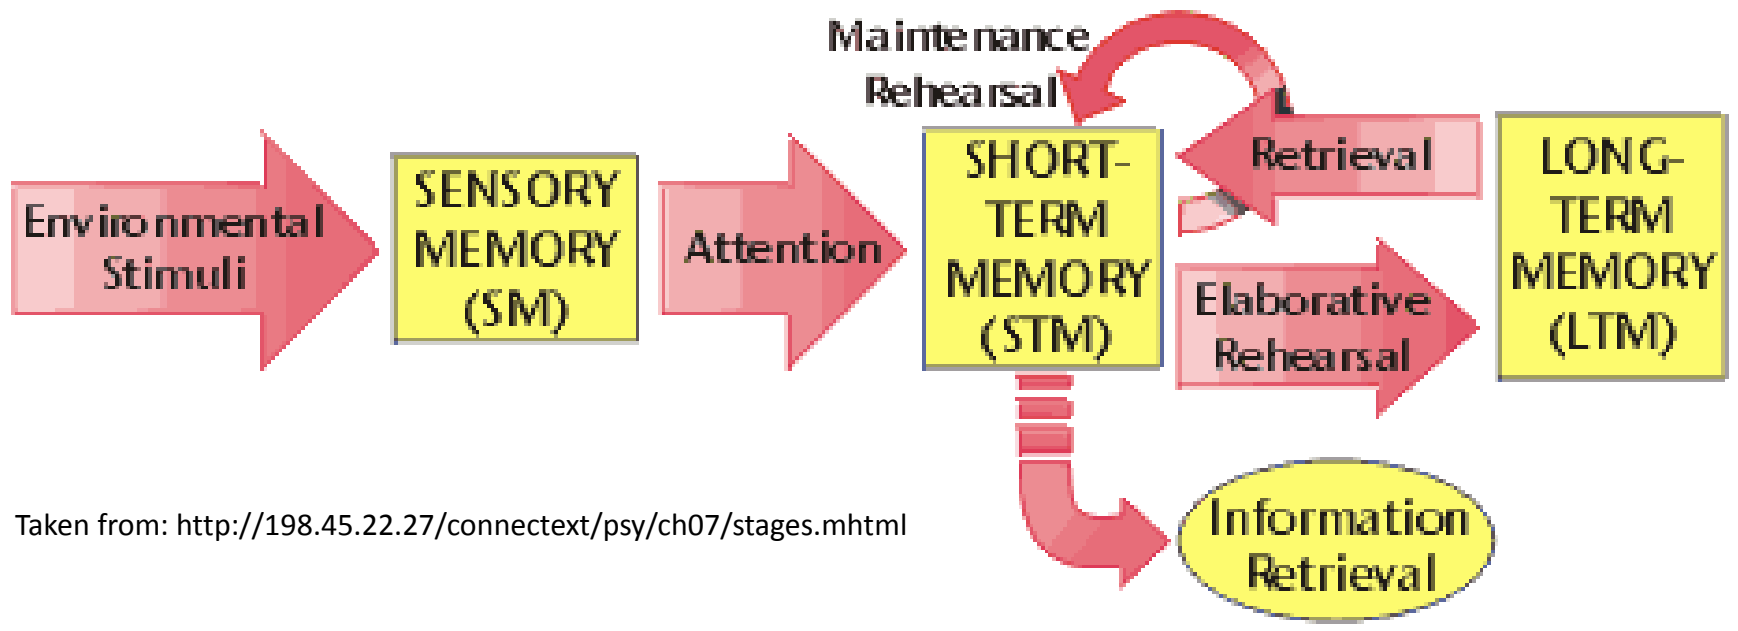 Maintenance
Rehearsal
Environmental
Stimuli
SENSORY
MEMORY
(SM)
Attention
SHORT-
TERM
MEMORY
(STM)
Retrieval
Elaborative
Rehearsal
LONG-
TERM
MEMORY
(LTM)
Information
Retrieval
Taken from: http://198.45.22.27/connectext/psy/ch07/stages.mhtml